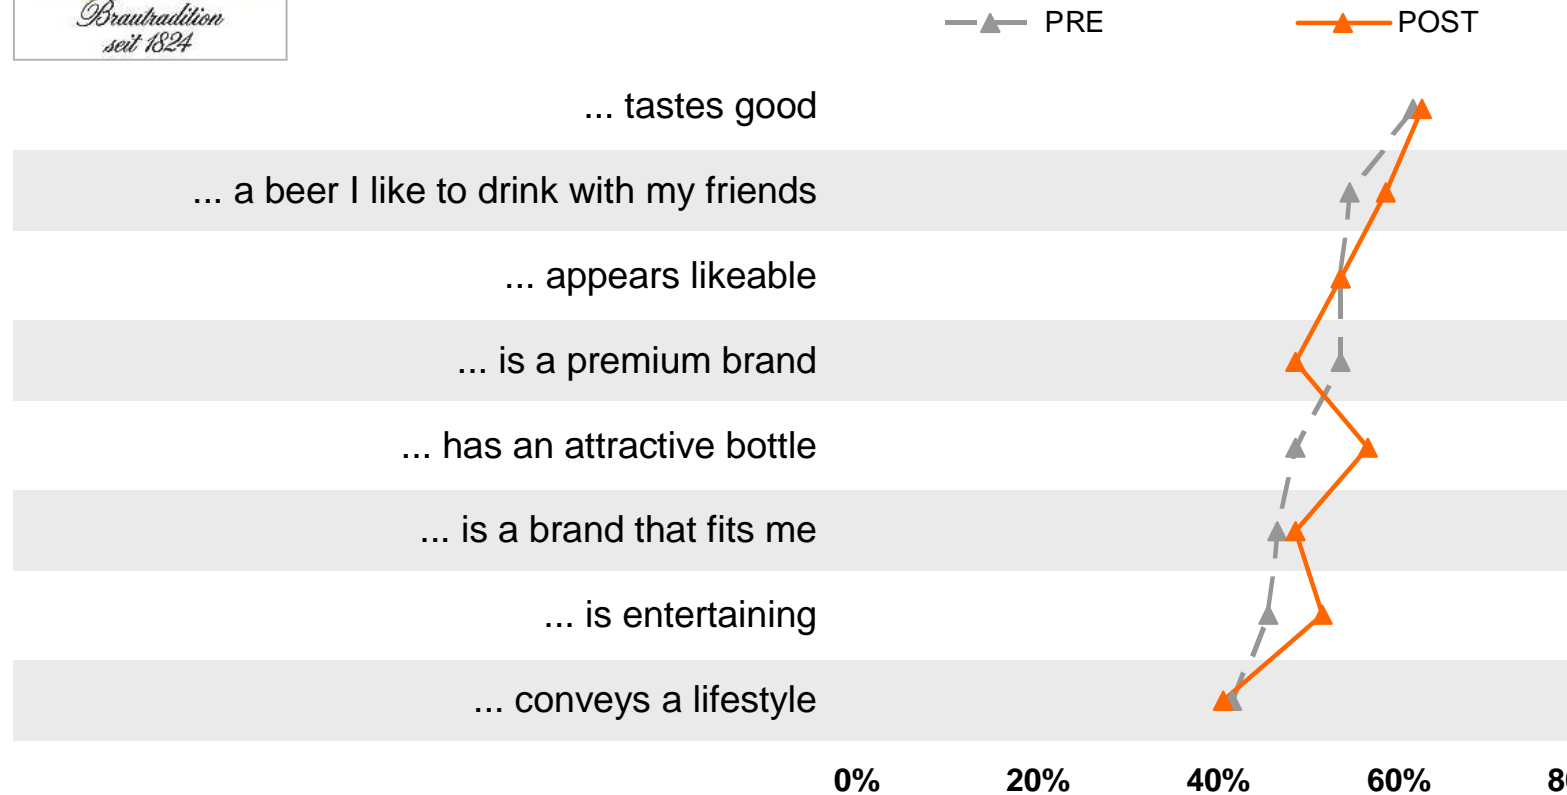 Brautradition
seit 1824
PRE
POST
... tastes good
... a beer I like to drink with my friends
... appears likeable
... is a premium brand
... has an attractive bottle
... is a brand that fits me
... is entertaining
... conveys a lifestyle
0% 20% 40% 60%